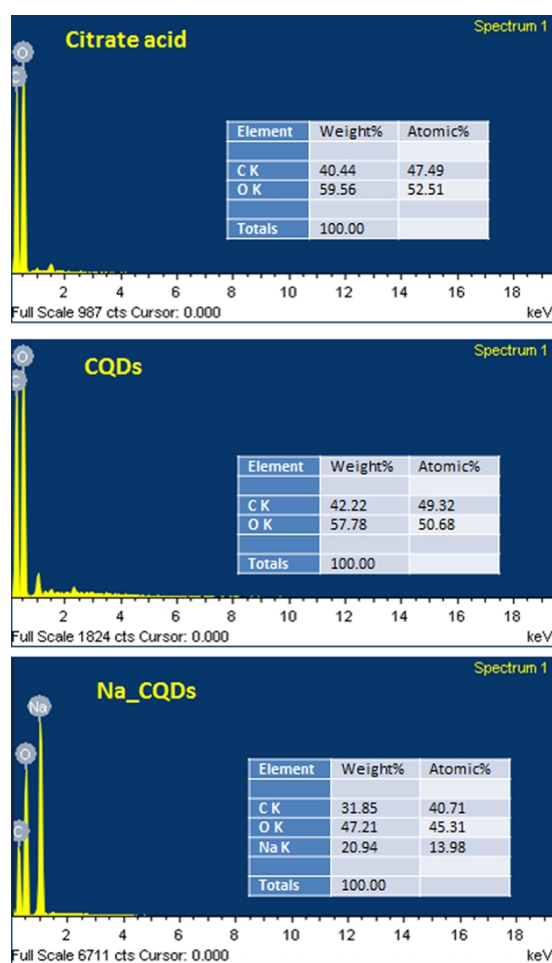 Spectrum 1
Citrate acid
O
C
Element Weight% Atomic%
C K 40.44 47.49
O K 59.56 52.51
Totals 100.00
2 4 6 8 10 12 14 16 18
Full Scale 987 cts Cursor: 0.000 keV
Spectrum 1
CQDs
O
C
Element Weight% Atomic%
C K 42.22 49.32
O K 57.78 50.68
Totals 100.00
2 4 6 8 10 12 14 16 18
Full Scale 1824 cts Cursor: 0.000 keV
Spectrum 1
Na_CQDs
Na
O
C
Element Weight% Atomic%
C K 31.85 40.71
O K 47.21 45.31
Na K 20.94 13.98
Totals 100.00
2 4 6 8 10 12 14 16 18
Full Scale 6711 cts Cursor: 0.000 keV